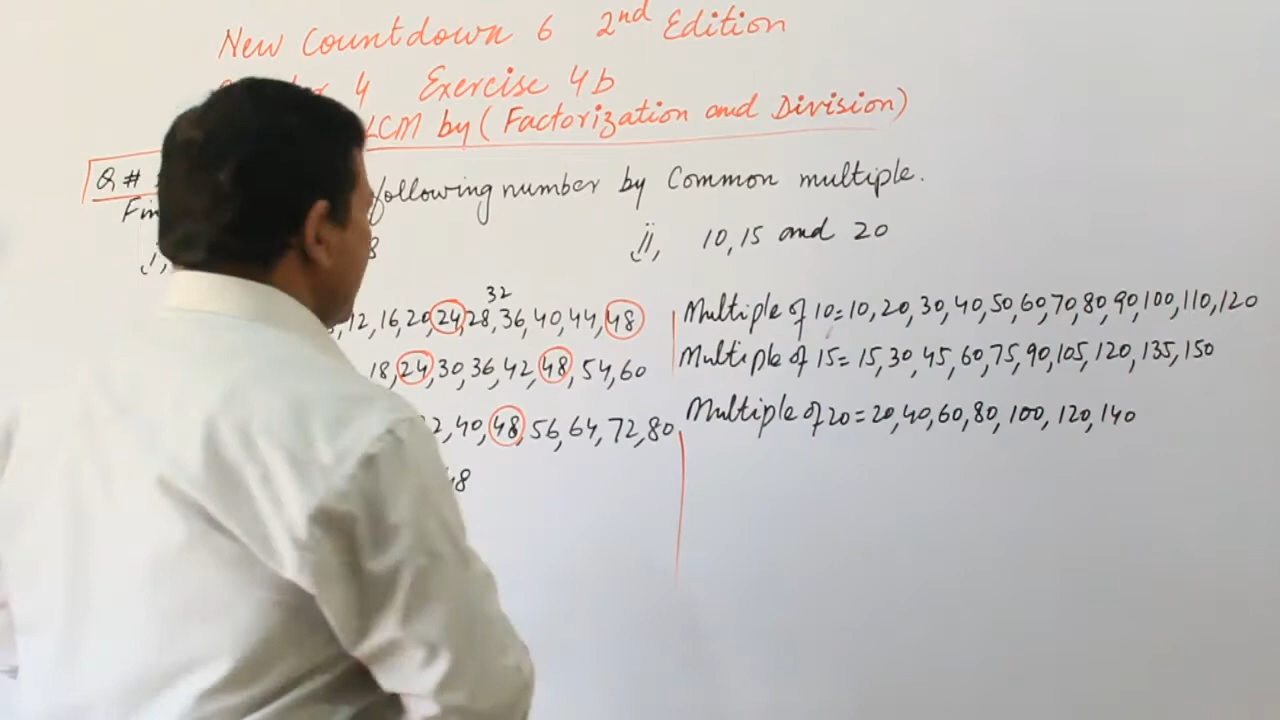 New Countdown 6 2nd Edition
4 Exercise 4b
LCM by (Factorization and Division)
Q #
following number by Common multiple.
8
ii, 10,15 and 20
32
12,16,20,24,28,36,40,44,48
18,24,30,36,42,48,54,60
40,48,56,64,72,80
48
Multiple of 10=10,20,30,40,50,60,70,80,90,100,110,120
Multiple of 15=15,30,45,60,75,90,105,120,135,150
Multiple of 20=20,40,60,80,100,120,140